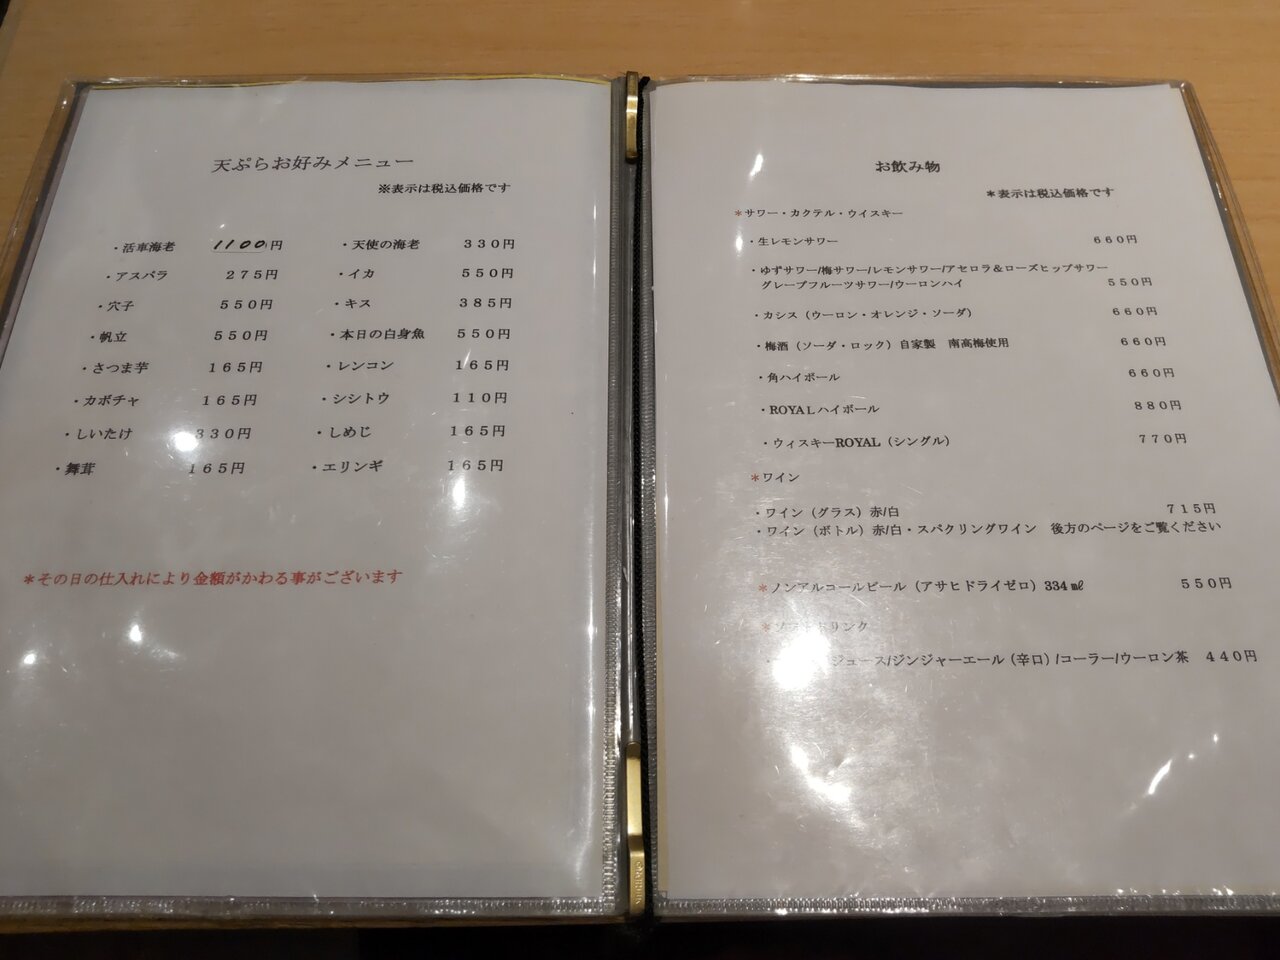 天ぷらお好みメニュー
※表示は税込価格です
・活車海老 1100円 ・天使の海老 330円
・アスパラ 275円 ・イカ 550円
・穴子 550円 ・キス 385円
・帆立 550円 ・本日の白身魚 550円
・さつま芋 165円 ・レンコン 165円
・カボチャ 165円 ・シシトウ 110円
・しいたけ 330円 ・しめじ 165円
・舞茸 165円 ・エリンギ 165円
＊その日の仕入れにより金額がかわる事がございます
お飲み物
＊表示は税込価格です
＊サワー・カクテル・ウイスキー
・生レモンサワー 660円
・ゆずサワー/梅サワー/レモンサワー/アセロラ＆ローズヒップサワー
グレープフルーツサワー/ウーロンハイ 550円
・カシス（ウーロン・オレンジ・ソーダ） 660円
・梅酒（ソーダ・ロック）自家製 南高梅使用 660円
・角ハイボール 660円
・ROYALハイボール 880円
・ウィスキーROYAL（シングル） 770円
＊ワイン
・ワイン（グラス）赤/白 715円
・ワイン（ボトル）赤/白・スパクリングワイン 後方のページをご覧ください
＊ノンアルコールビール（アサヒドライゼロ）334㎖ 550円
＊ソフトドリンク
ジュース/ジンジャーエール（辛口）/コーラー/ウーロン茶 440円